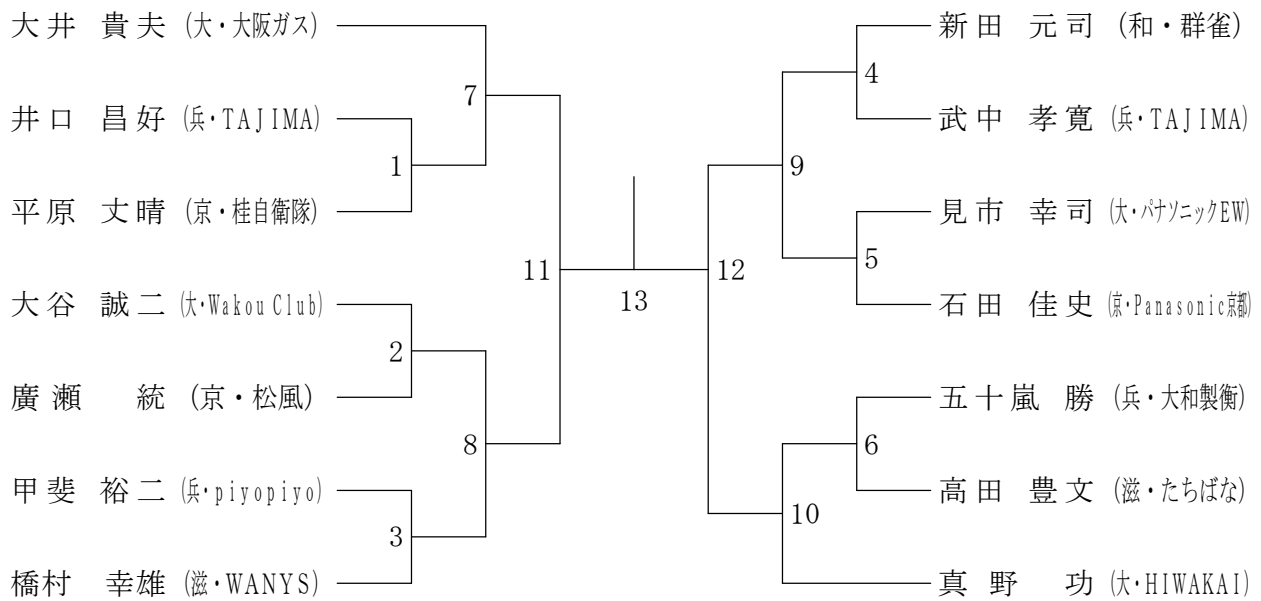 大井 貴夫 (大・大阪ガス)
7
井口 昌好 (兵・TAJIMA)
1
平原 丈晴 (京・桂自衛隊)
11
大谷 誠二 (大・Wakou Club)
2
廣瀬 統 (京・松風)
8
甲斐 裕二 (兵・piyopiyo)
3
橋村 幸雄 (滋・WANYS)
13
新田 元司 (和・群雀)
4
武中 孝寛 (兵・TAJIMA)
9
見市 幸司 (大・パナソニックEW)
5
石田 佳史 (京・Panasonic京都)
12
五十嵐 勝 (兵・大和製衡)
6
高田 豊文 (滋・たちばな)
10
真野 功 (大・HIWAKAI)